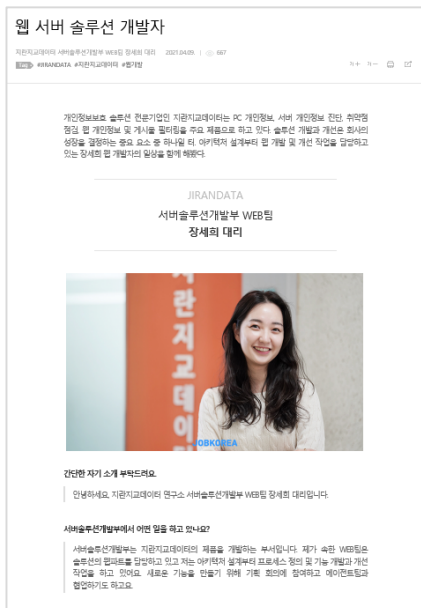 웹 서버 솔루션 개발자
지란지교데이터 서버솔루션개발부 WEB팀 장세희 대리 2021.04.09. | 667
Tag #JIRANDATA #지란지교데이터 #웹개발
가+ 가-
개인정보보호 솔루션 전문기업인 지란지교데이터는 PC 개인정보, 서버 개인정보 진단, 취약점
점검, 웹 개인정보 및 게시물 필터링을 주요 제품으로 하고 있다. 솔루션 개발과 개선은 회사의
성장을 결정하는 중요 요소 중 하나일 터. 아키텍처 설계부터 웹 개발 및 개선 작업을 담당하고
있는 장세희 웹 개발자의 일상을 함께 해봤다.
JIRANDATA
서버솔루션개발부 WEB팀
장세희 대리
지란지교데이터
JOBKOREA
간단한 자기 소개 부탁드려요.
안녕하세요, 지란지교데이터 연구소 서버솔루션개발부 WEB팀 장세희 대리입니다.
서버솔루션개발부에서 어떤 일을 하고 있나요?
서버솔루션개발부는 지란지교데이터의 제품을 개발하는 부서입니다. 제가 속한 WEB팀은
솔루션의 웹파트를 담당하고 있고 저는 아키텍처 설계부터 프로세스 정의 및 기능 개발과 개선
작업을 하고 있어요. 새로운 기능을 만들기 위해 기획 회의에 참여하고 에이전트팀과
협업하기도 하고요.